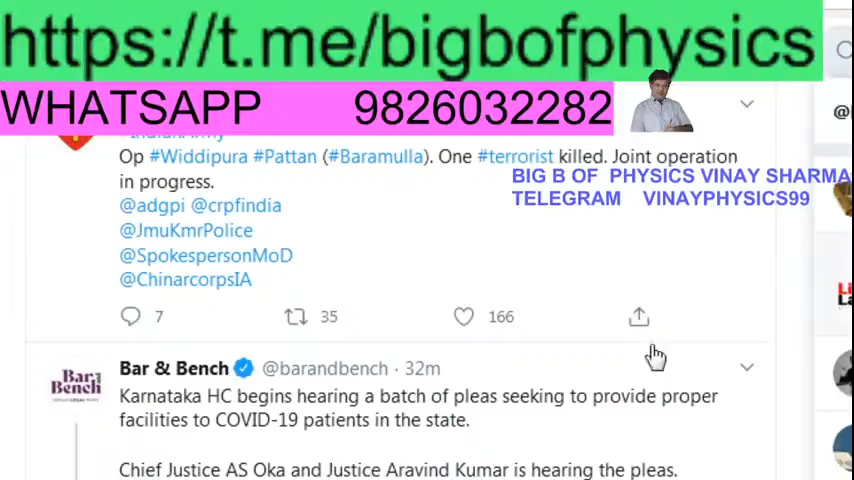 https://t.me/bigbofphysics
WHATSAPP 9826032282
Op #Widdipura #Pattan (#Baramulla). One #terrorist killed. Joint operation
in progress.
BIG B OF PHYSICS VINAY SHARMA
TELEGRAM VINAYPHYSICS99
@adgpi @crpfindia
@JmuKmrPolice
@SpokespersonMoD
@ChinarcorpsIA
7 35 166
Bar & Bench @barandbench · 32m
Bar&
Bench
Karnataka HC begins hearing a batch of pleas seeking to provide proper
facilities to COVID-19 patients in the state.
Chief Justice AS Oka and Justice Aravind Kumar is hearing the pleas.